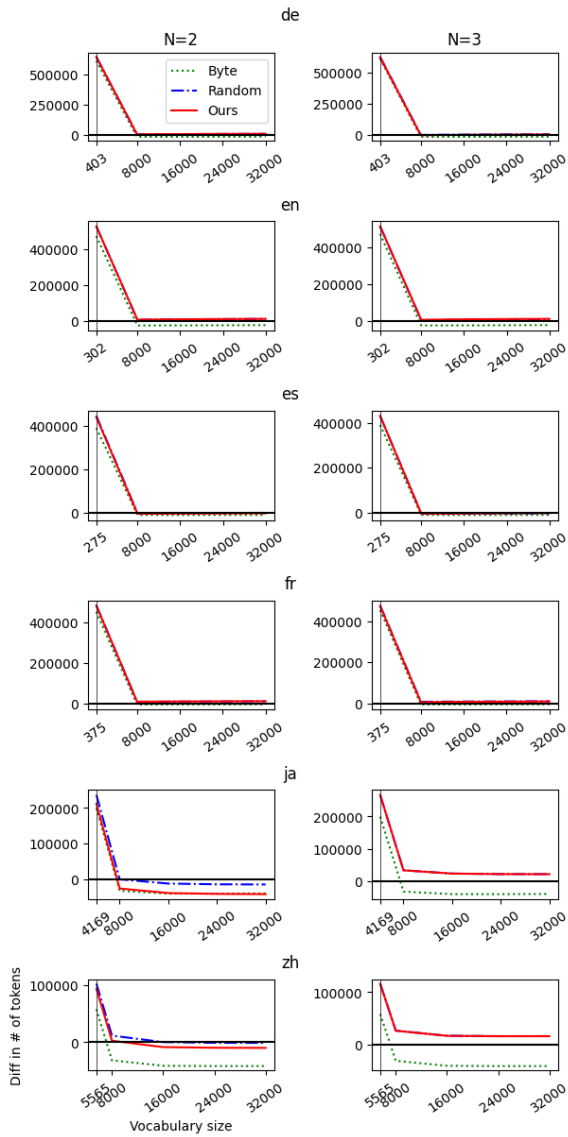 de
N=2 N=3
500000 500000
250000 250000
0 0
Byte
Random
Ours
403 8000 16000 24000 32000 403 8000 16000 24000 32000
en
400000 400000
200000 200000
0 0
302 8000 16000 24000 32000 302 8000 16000 24000 32000
es
400000 400000
200000 200000
0 0
275 8000 16000 24000 32000 275 8000 16000 24000 32000
fr
400000 400000
200000 200000
0 0
375 8000 16000 24000 32000 375 8000 16000 24000 32000
ja
200000 200000
100000 100000
0 0
4169 8000 16000 24000 32000 4169 8000 16000 24000 32000
zh
100000 100000
0 0
5565 8000 16000 24000 32000 5565 8000 16000 24000 32000
Diff in # of tokens
Vocabulary size